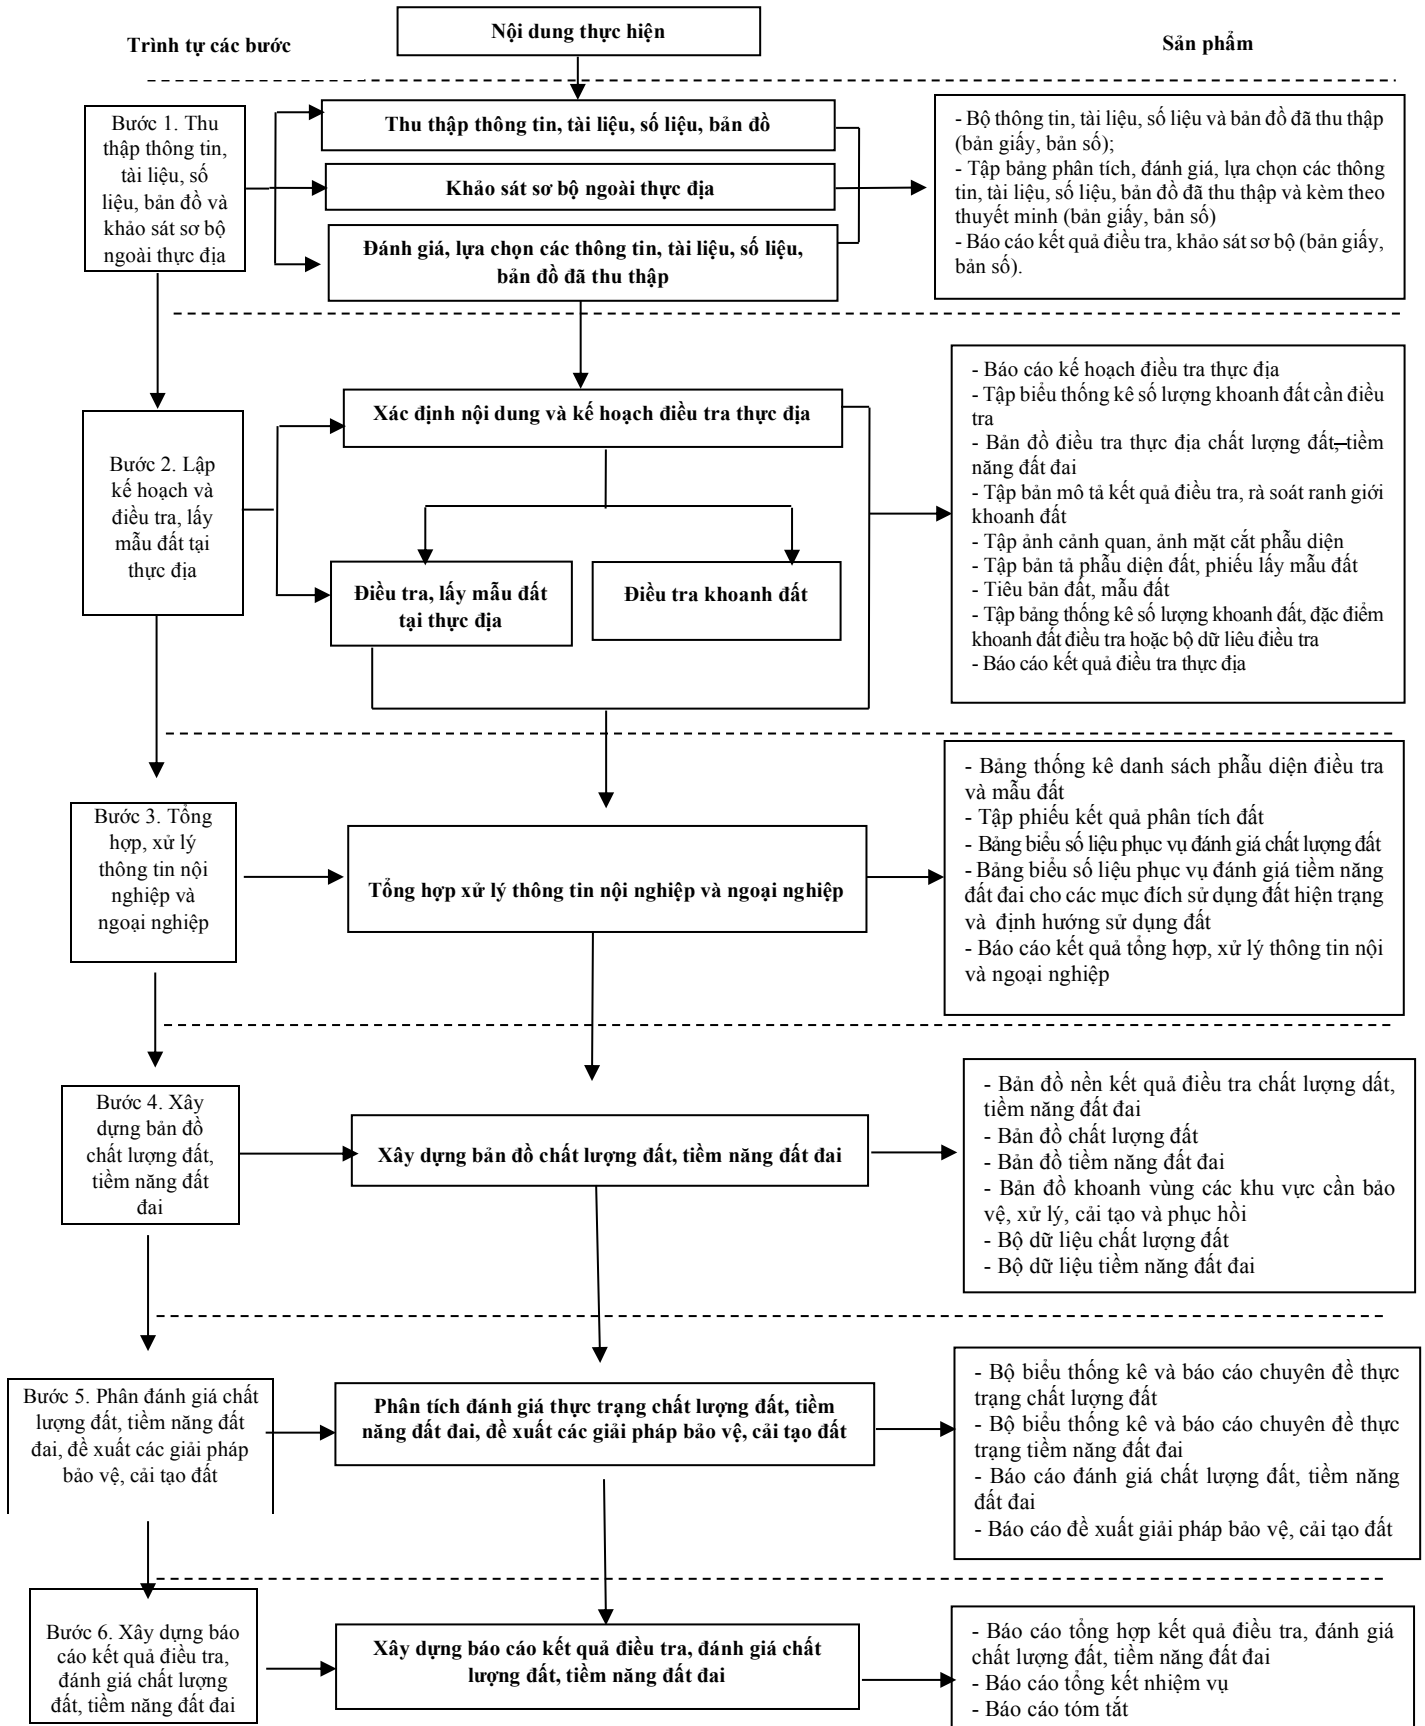 Trình tự các bước
Nội dung thực hiện
Sản phẩm
Bước 1. Thu
thập thông tin,
tài liệu, số
liệu, bản đồ và
khảo sát sơ bộ
ngoài thực địa
Thu thập thông tin, tài liệu, số liệu, bản đồ
Khảo sát sơ bộ ngoài thực địa
Đánh giá, lựa chọn các thông tin, tài liệu, số liệu,
bản đồ đã thu thập
- Bộ thông tin, tài liệu, số liệu và bản đồ đã thu thập
(bản giấy, bản số);
- Tập bảng phân tích, đánh giá, lựa chọn các thông
tin, tài liệu, số liệu, bản đồ đã thu thập và kèm theo
thuyết minh (bản giấy, bản số)
- Báo cáo kết quả điều tra, khảo sát sơ bộ (bản giấy,
bản số).
Bước 2. Lập
kế hoạch và
điều tra, lấy
mẫu đất tại
thực địa
Xác định nội dung và kế hoạch điều tra thực địa
Điều tra, lấy mẫu đất
tại thực địa
Điều tra khoanh đất
- Báo cáo kế hoạch điều tra thực địa
- Tập biểu thống kê số lượng khoanh đất cần điều
tra
- Bản đồ điều tra thực địa chất lượng đất, tiềm
năng đất đai
- Tập bản mô tả kết quả điều tra, rà soát ranh giới
khoanh đất
- Tập ảnh cảnh quan, ảnh mặt cắt phẫu diện
- Tập bản tả phẫu diện đất, phiếu lấy mẫu đất
- Tiêu bản đất, mẫu đất
- Tập bảng thống kê số lượng khoanh đất, đặc điểm
khoanh đất điều tra hoặc bộ dữ liêu điều tra
- Báo cáo kết quả điều tra thực địa
Bước 3. Tổng
hợp, xử lý
thông tin nội
nghiệp và
ngoại nghiệp
Tổng hợp xử lý thông tin nội nghiệp và ngoại nghiệp
- Bảng thống kê danh sách phẫu diện điều tra
và mẫu đất
- Tập phiếu kết quả phân tích đất
- Bảng biểu số liệu phục vụ đánh giá chất lượng đất
- Bảng biểu số liệu phục vụ đánh giá tiềm năng
đất đai cho các mục đích sử dụng đất hiện trạng
và định hướng sử dụng đất
- Báo cáo kết quả tổng hợp, xử lý thông tin nội
và ngoại nghiệp
Bước 4. Xây
dựng bản đồ
chất lượng đất,
tiềm năng đất
đai
Xây dựng bản đồ chất lượng đất, tiềm năng đất đai
- Bản đồ nền kết quả điều tra chất lượng dất,
tiềm năng đất đai
- Bản đồ chất lượng đất
- Bản đồ tiềm năng đất đai
- Bản đồ khoanh vùng các khu vực cần bảo
vệ, xử lý, cải tạo và phục hồi
- Bộ dữ liệu chất lượng đất
- Bộ dữ liệu tiềm năng đất đai
Bước 5. Phân đánh giá chất
lượng đất, tiềm năng đất
đai, đề xuất các giải pháp
bảo vệ, cải tạo đất
Phân tích đánh giá thực trạng chất lượng đất, tiềm
năng đất đai, đề xuất các giải pháp bảo vệ, cải tạo đất
- Bộ biểu thống kê và báo cáo chuyên đề thực
trạng chất lượng đất
- Bộ biểu thống kê và báo cáo chuyên đề thực
trạng tiềm năng đất đai
- Báo cáo đánh giá chất lượng đất, tiềm năng
đất đai
- Báo cáo đề xuất giải pháp bảo vệ, cải tạo đất
Bước 6. Xây dựng báo
cáo kết quả điều tra,
đánh giá chất lượng
đất, tiềm năng đất đai
Xây dựng báo cáo kết quả điều tra, đánh giá chất
lượng đất, tiềm năng đất đai
- Báo cáo tổng hợp kết quả điều tra, đánh giá
chất lượng đất, tiềm năng đất đai
- Báo cáo tổng kết nhiệm vụ
- Báo cáo tóm tắt